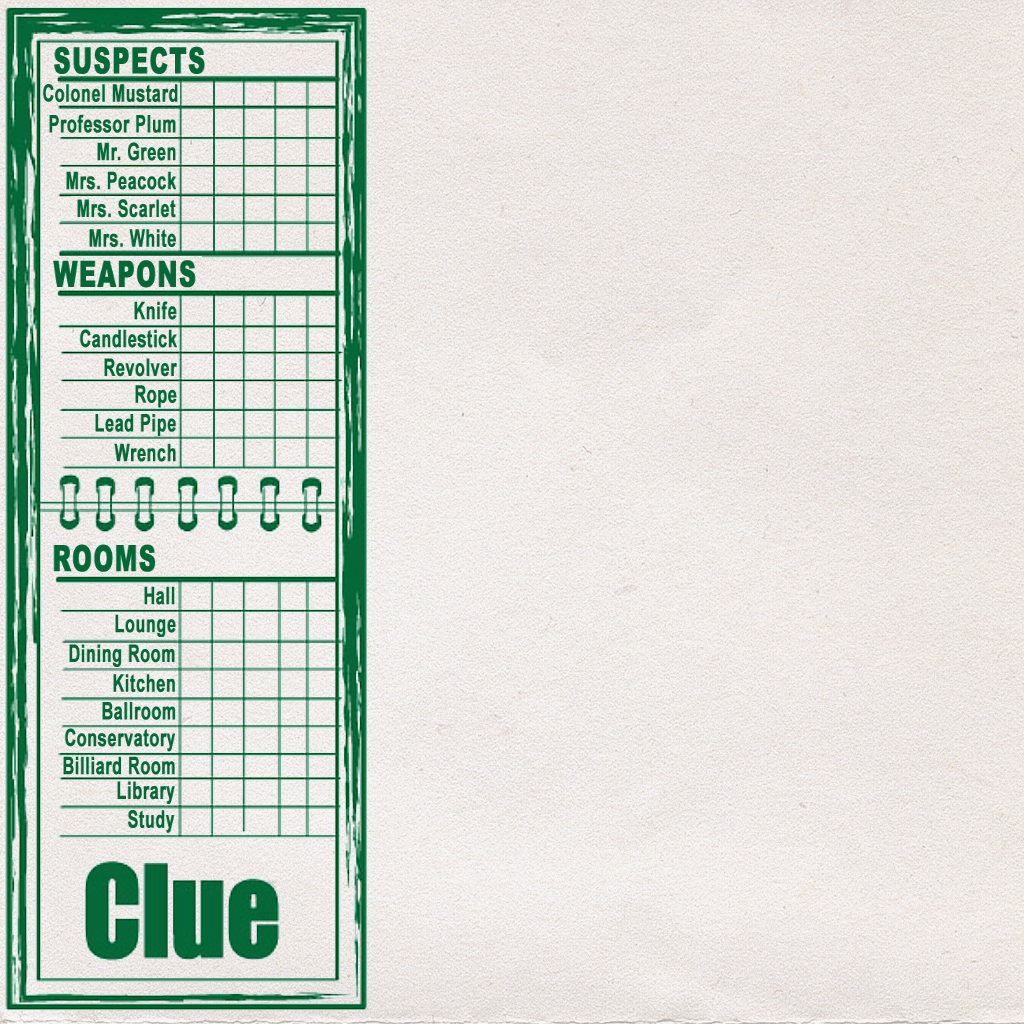 SUSPECTS
Colonel Mustard
Professor Plum
Mr. Green
Mrs. Peacock
Mrs. Scarlet
Mrs. White
WEAPONS
Knife
Candlestick
Revolver
Rope
Lead Pipe
Wrench
ROOMS
Hall
Lounge
Dining Room
Kitchen
Ballroom
Conservatory
Billiard Room
Library
Study
Clue